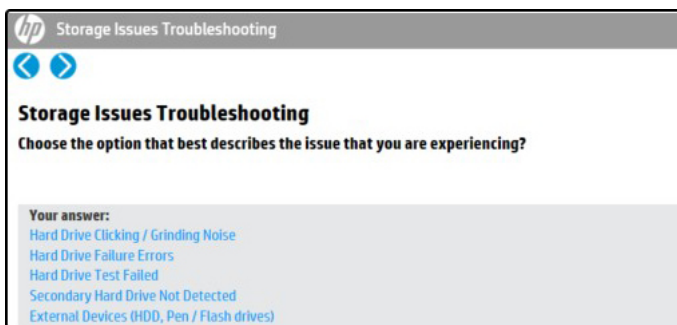 hp Storage Issues Troubleshooting
Storage Issues Troubleshooting
Choose the option that best describes the issue that you are experiencing?
Your answer:
Hard Drive Clicking / Grinding Noise
Hard Drive Failure Errors
Hard Drive Test Failed
Secondary Hard Drive Not Detected
External Devices (HDD, Pen / Flash drives)